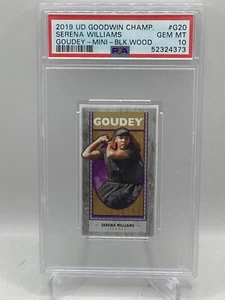 2019 UD GOODWIN CHAMP. #G20
SERENA WILLIAMS GEM MT
GOUDEY-MINI-BLK.WOOD 10
PSA 52324373
GOUDEY
SERENA WILLIAMS